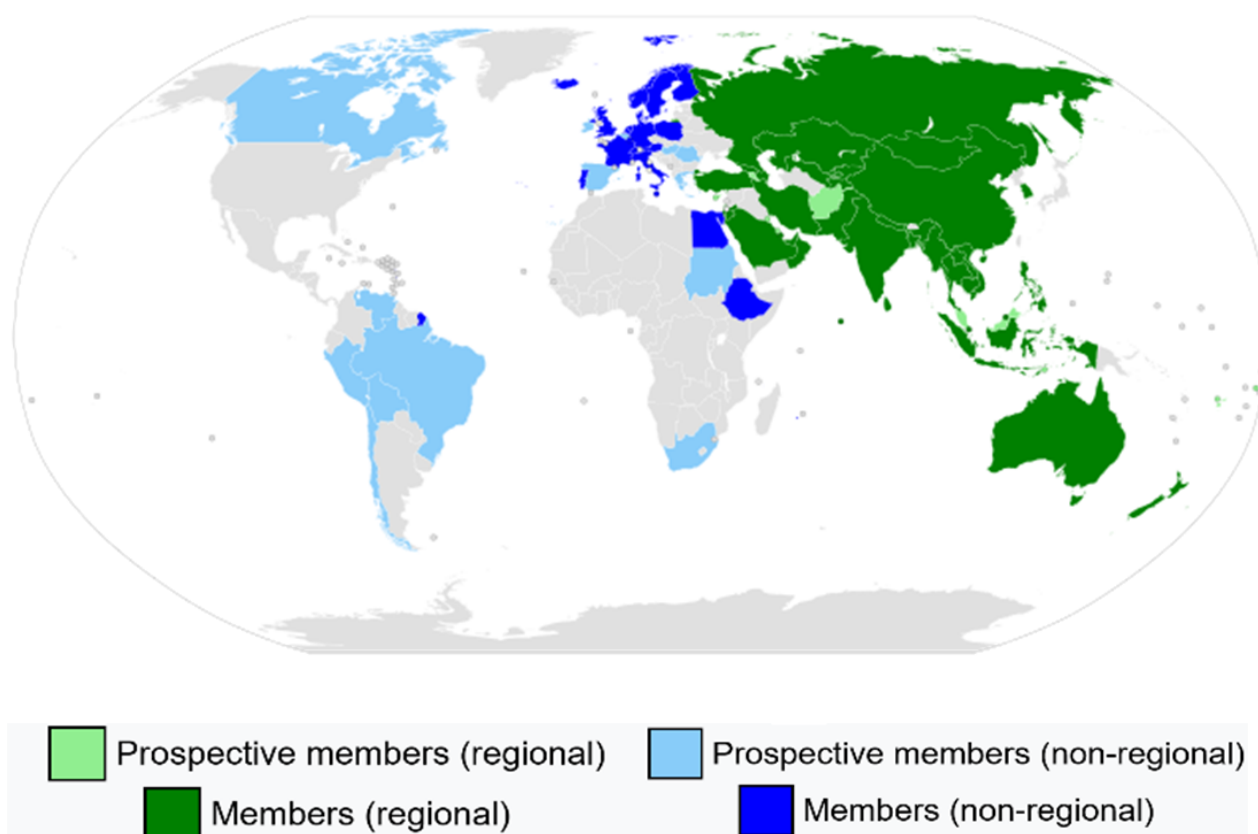 Prospective members (regional)
Prospective members (non-regional)
Members (regional)
Members (non-regional)